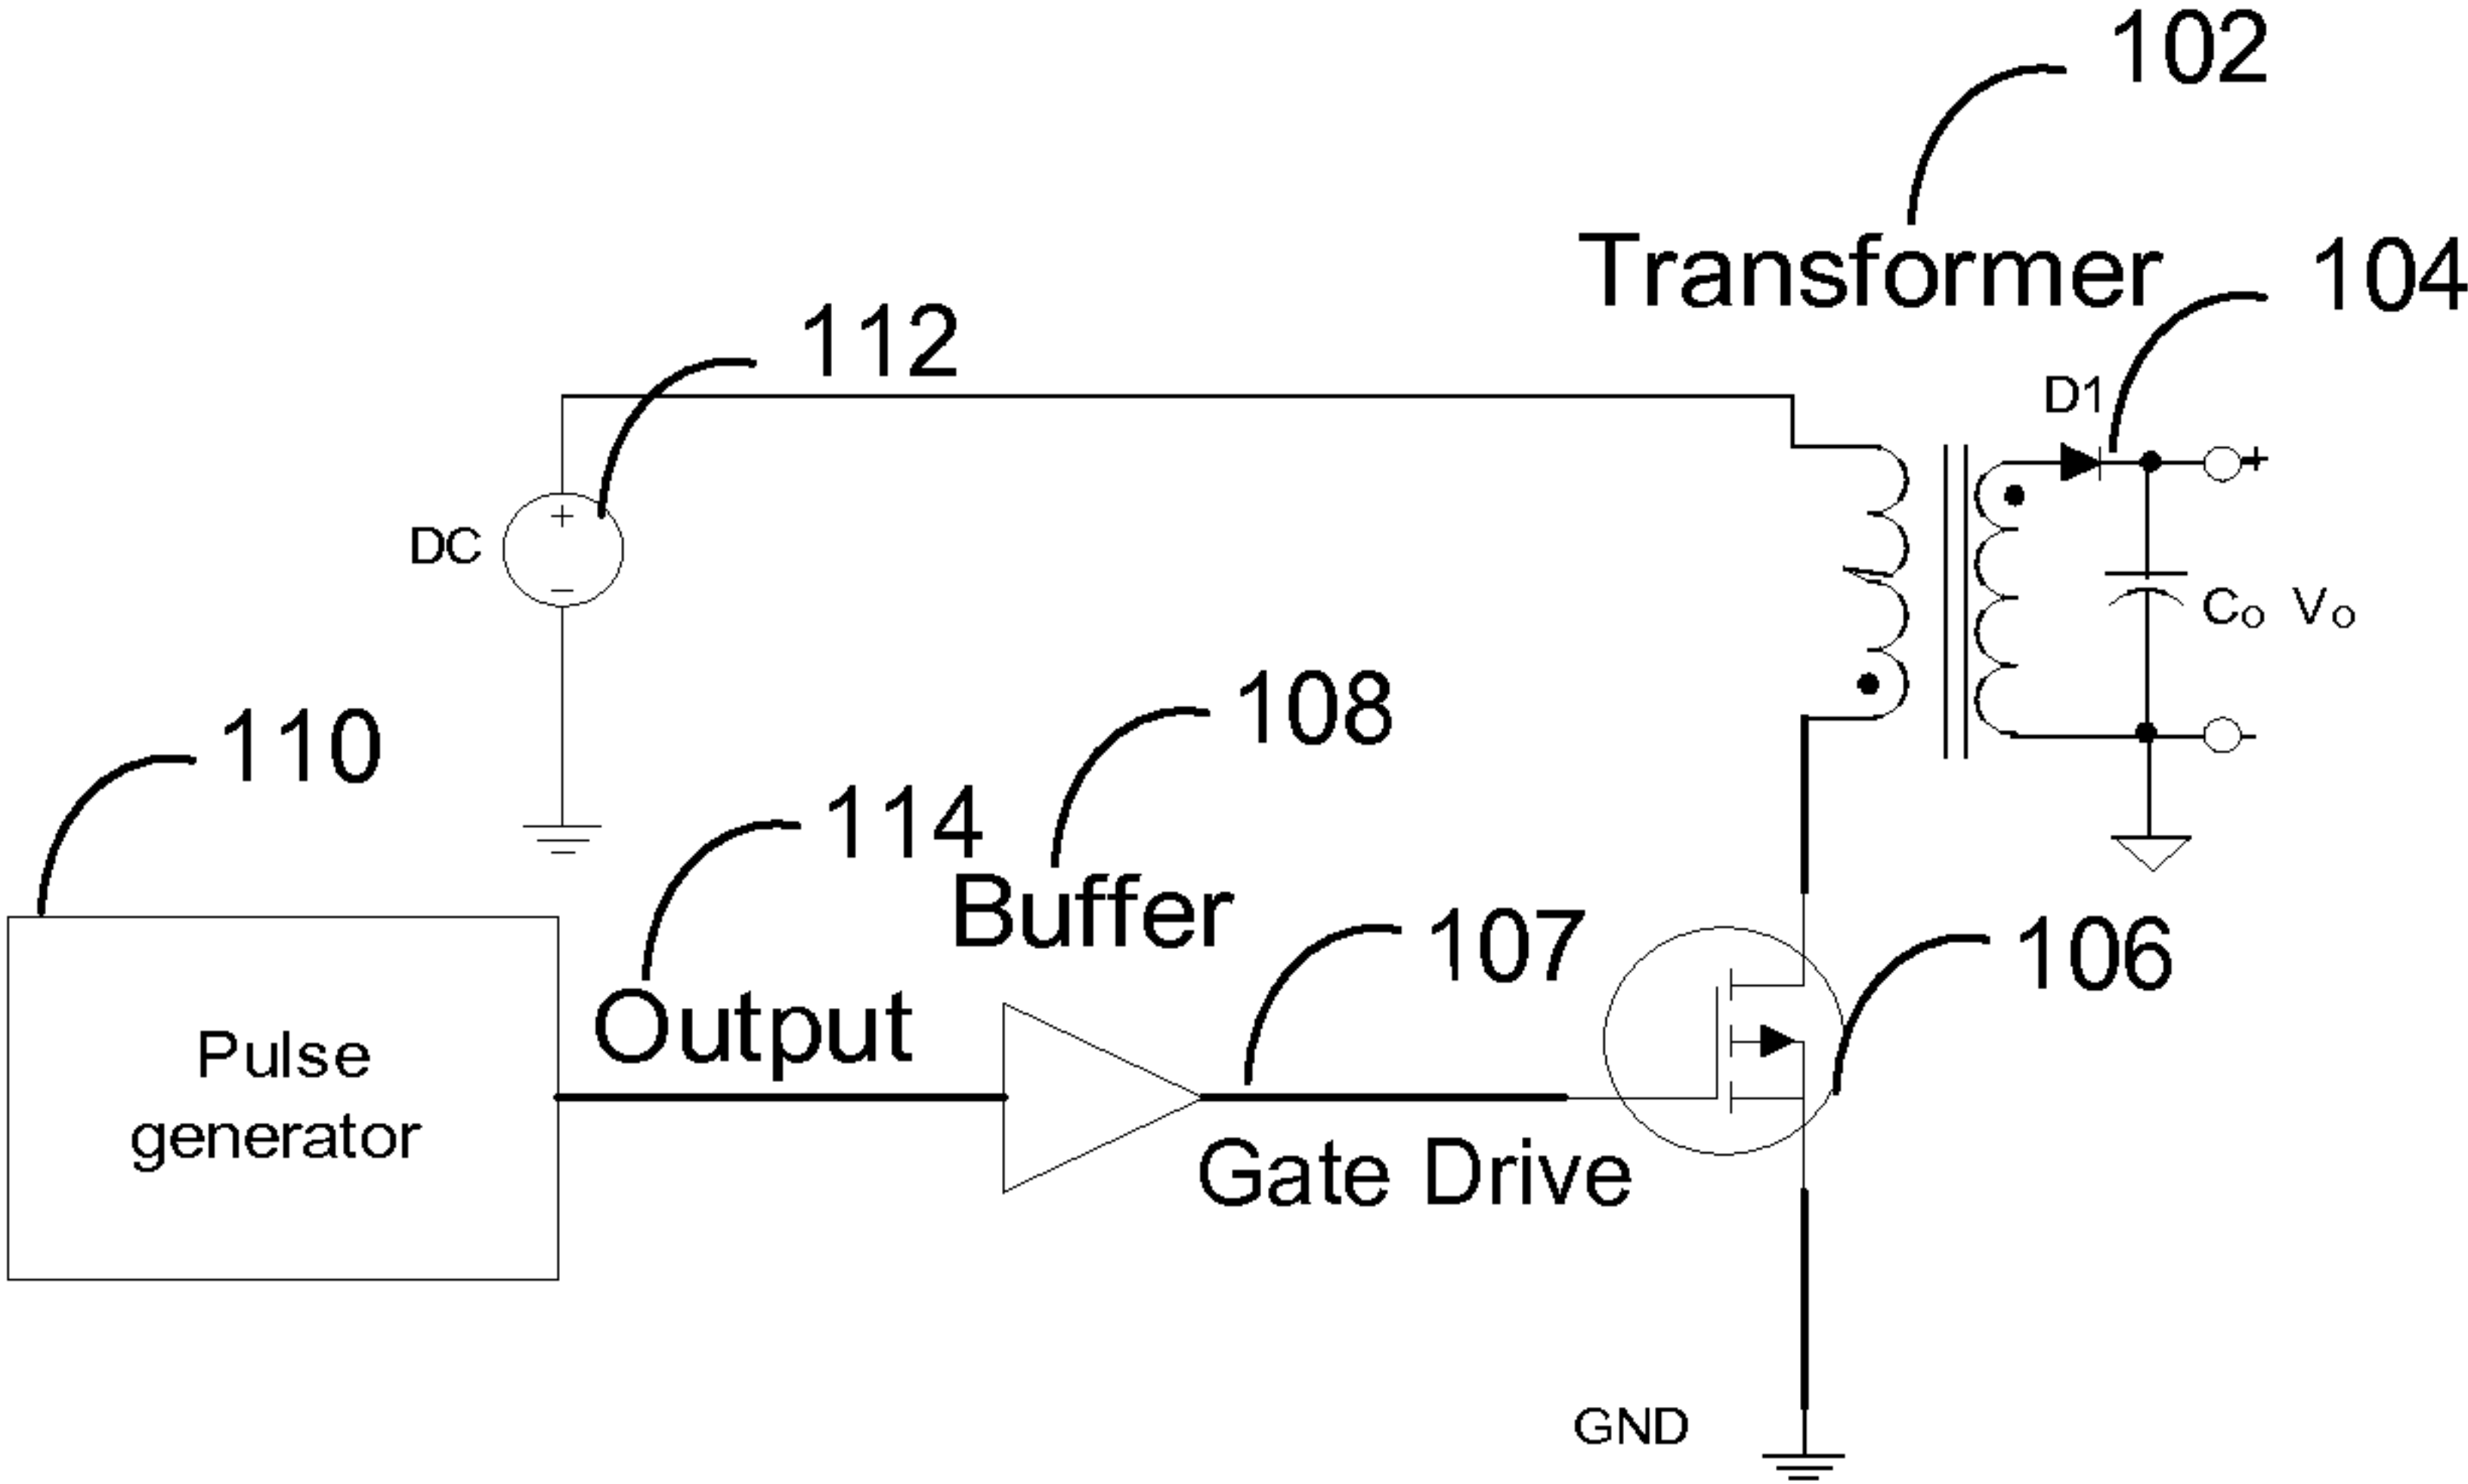 102
Transformer
104
112
D1
+
+
DC
−
Co Vo
108
110
-
114
Buffer
107
106
Output
Pulse
generator
Gate Drive
GND